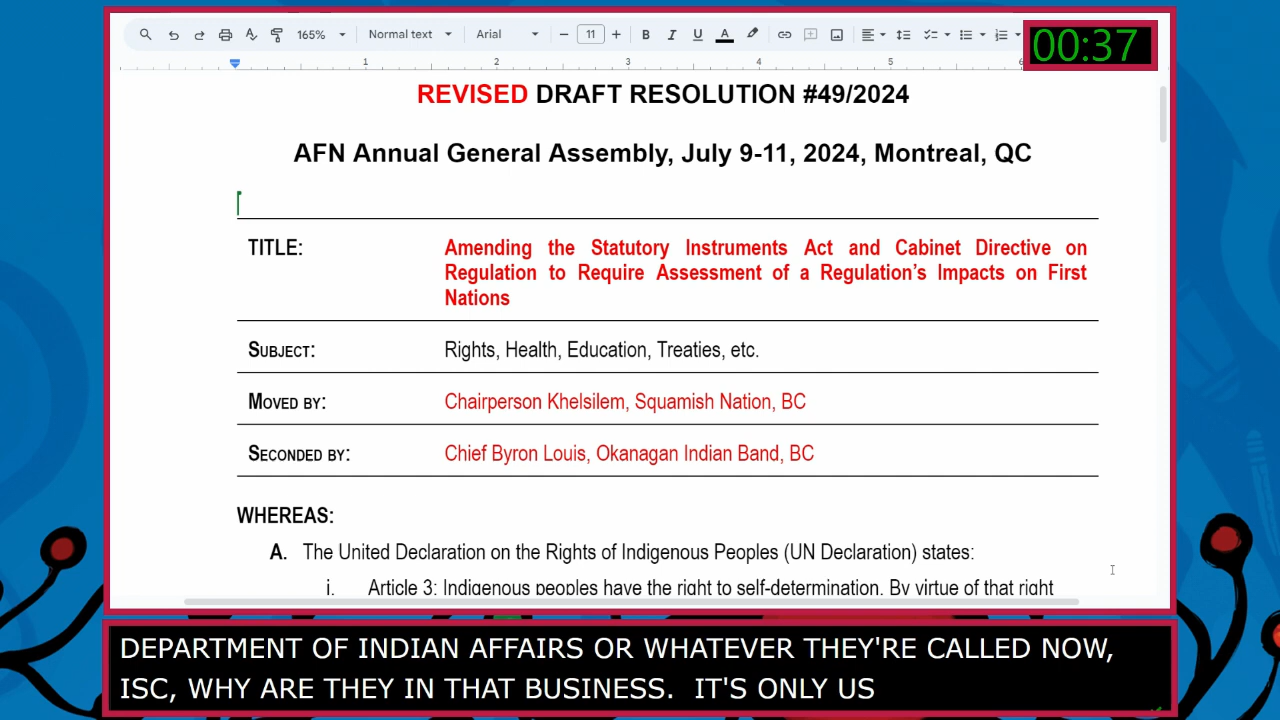 165% Normal text Arial 11 B I U A
00:37
1 2 3 4 5
REVISED DRAFT RESOLUTION #49/2024
AFN Annual General Assembly, July 9-11, 2024, Montreal, QC
TITLE: Amending the Statutory Instruments Act and Cabinet Directive on
Regulation to Require Assessment of a Regulation's Impacts on First
Nations
SUBJECT: Rights, Health, Education, Treaties, etc.
MOVED BY: Chairperson Khelsilem, Squamish Nation, BC
SECONDED BY: Chief Byron Louis, Okanagan Indian Band, BC
WHEREAS:
A. The United Declaration on the Rights of Indigenous Peoples (UN Declaration) states:
i. Article 3: Indigenous peoples have the right to self-determination. By virtue of that right
DEPARTMENT OF INDIAN AFFAIRS OR WHATEVER THEY'RE CALLED NOW,
ISC, WHY ARE THEY IN THAT BUSINESS. IT'S ONLY US